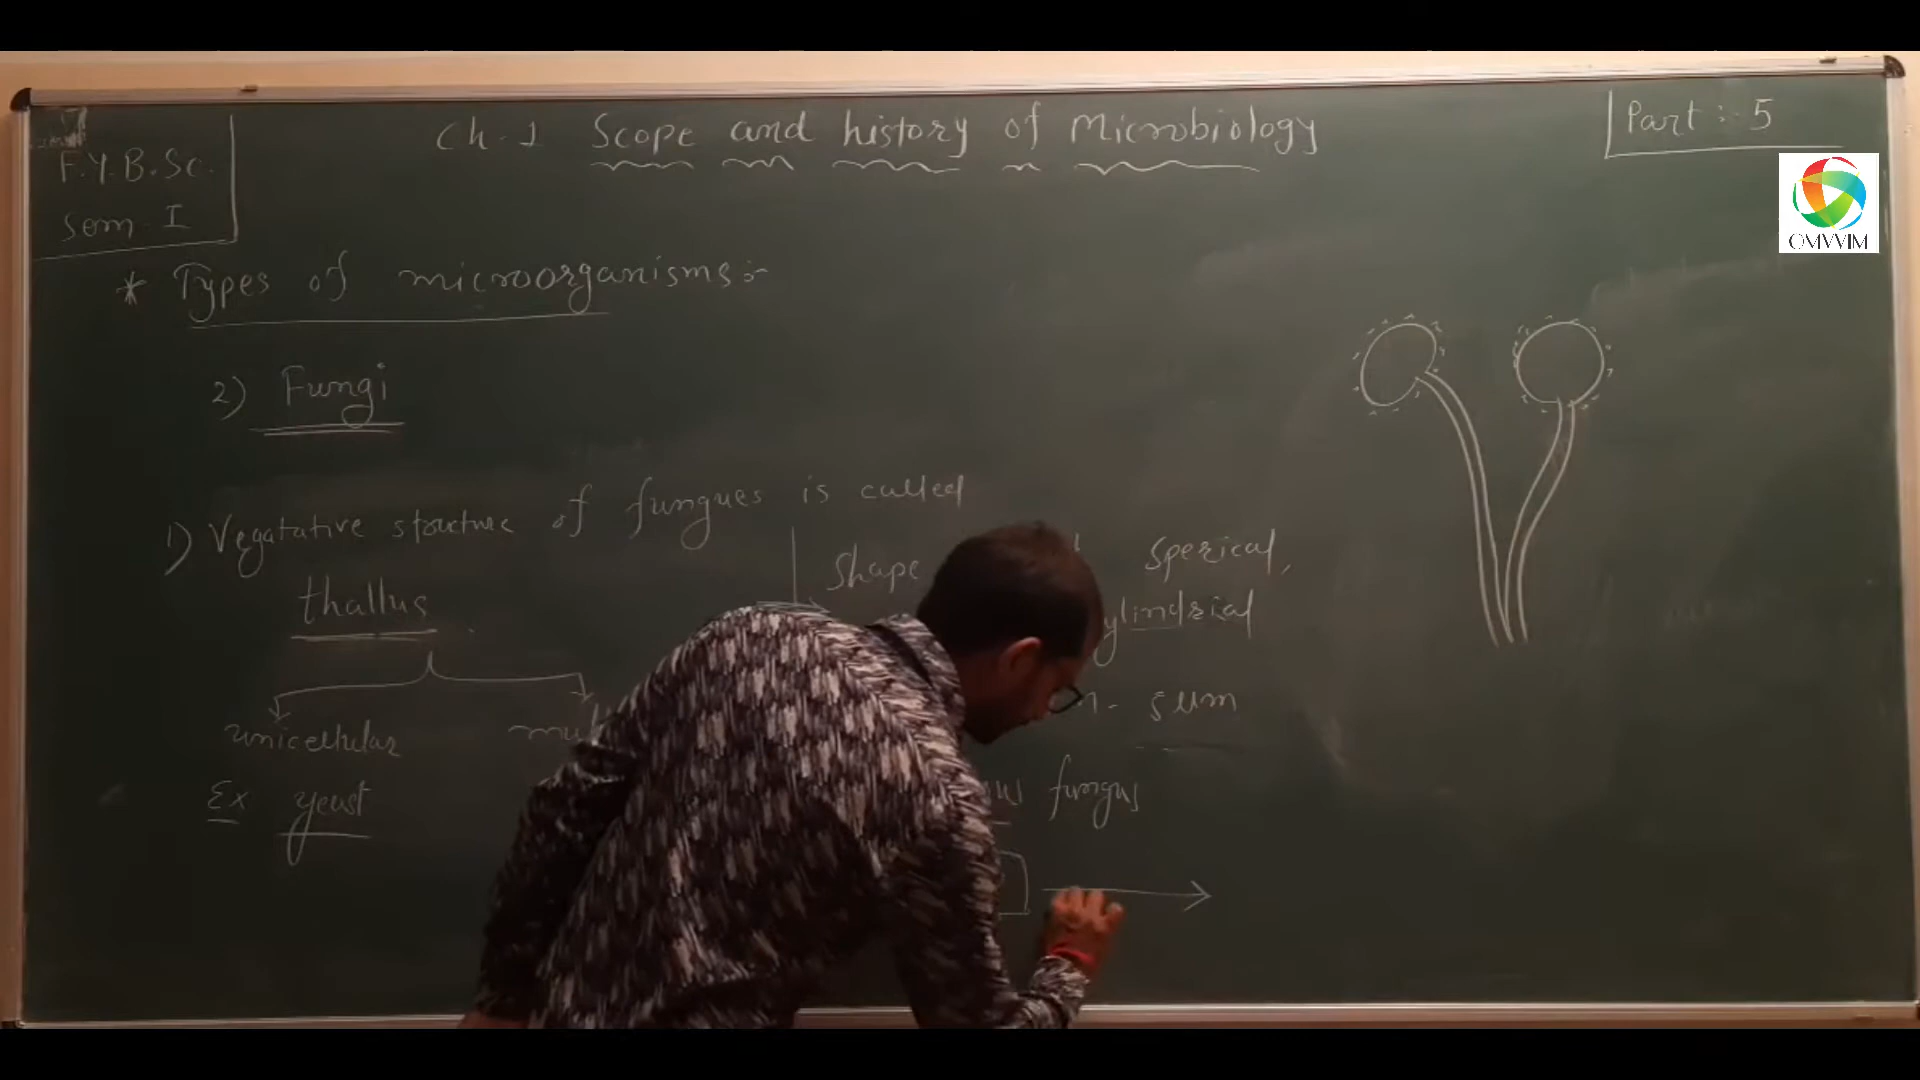 F.Y.B.Sc.
Sem - I
Ch-1 Scope and history of Microbiology
Part :- 5
OMVVIM
* Types of microorganisms:-
2) Fungi
1) Vegatative structure of fungues is called
thallus
unicellular
Ex yeast
Shape
Sperical,
sum
fungus